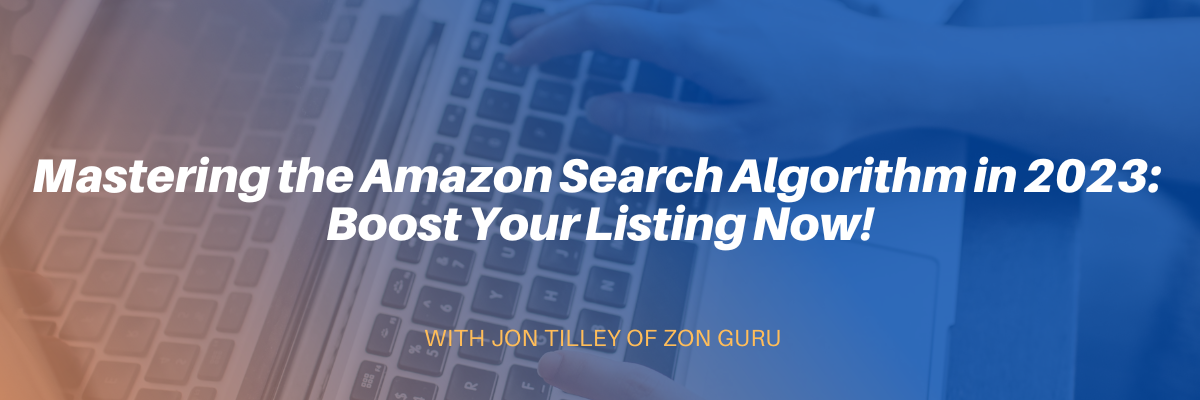 Mastering the Amazon Search Algorithm in 2023:
Boost Your Listing Now!
WITH JON TILLEY OF ZON GURU